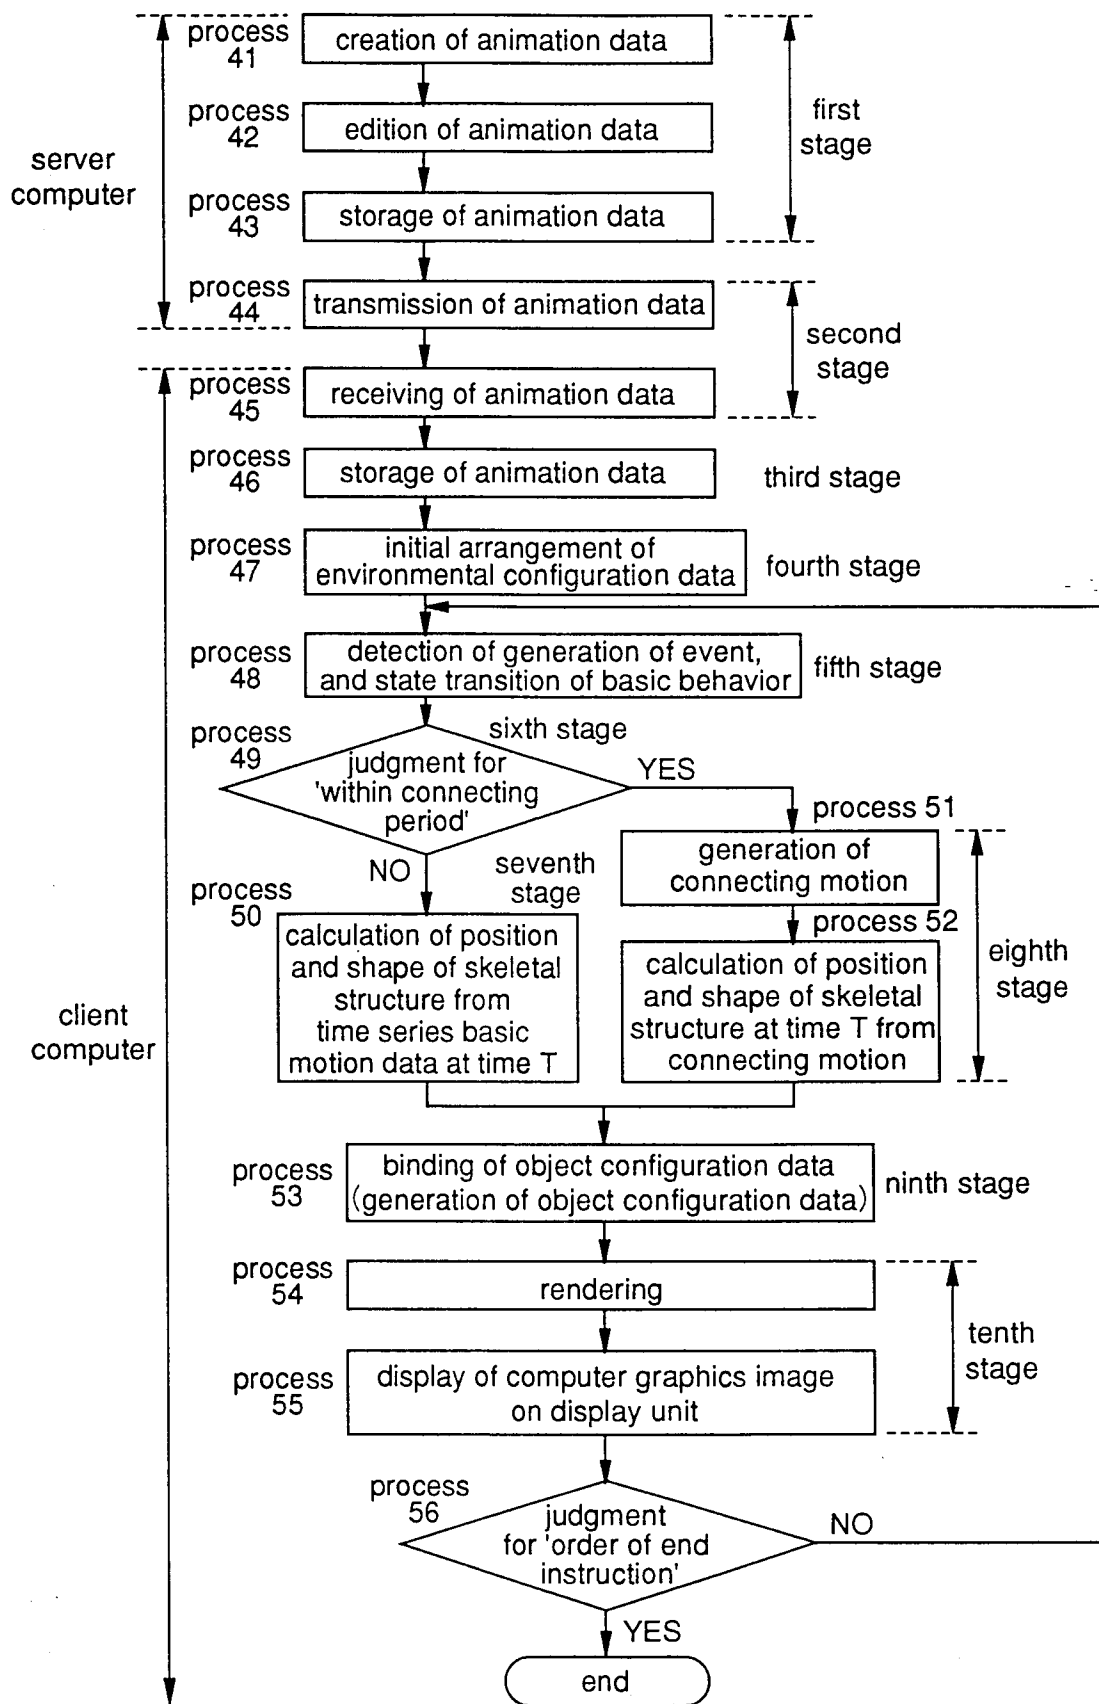 process
41
creation of animation data
process
42
edition of animation data
first
stage
server
computer
process
43
storage of animation data
process
44
transmission of animation data
second
stage
process
45
receiving of animation data
process
46
storage of animation data
third stage
process
47
initial arrangement of
environmental configuration data
fourth stage
process
48
detection of generation of event,
and state transition of basic behavior
fifth stage
process
49
sixth stage
judgment for
'within connecting
period'
YES
NO
process 51
generation of
connecting motion
seventh
stage
process
50
calculation of position
and shape of skeletal
structure from
time series basic
motion data at time T
process 52
calculation of position
and shape of skeletal
structure at time T from
connecting motion
eighth
stage
client
computer
process
53
binding of object configuration data
(generation of object configuration data)
ninth stage
process
54
rendering
tenth
stage
process
55
display of computer graphics image
on display unit
process
56
judgment
for 'order of end
instruction'
NO
YES
end